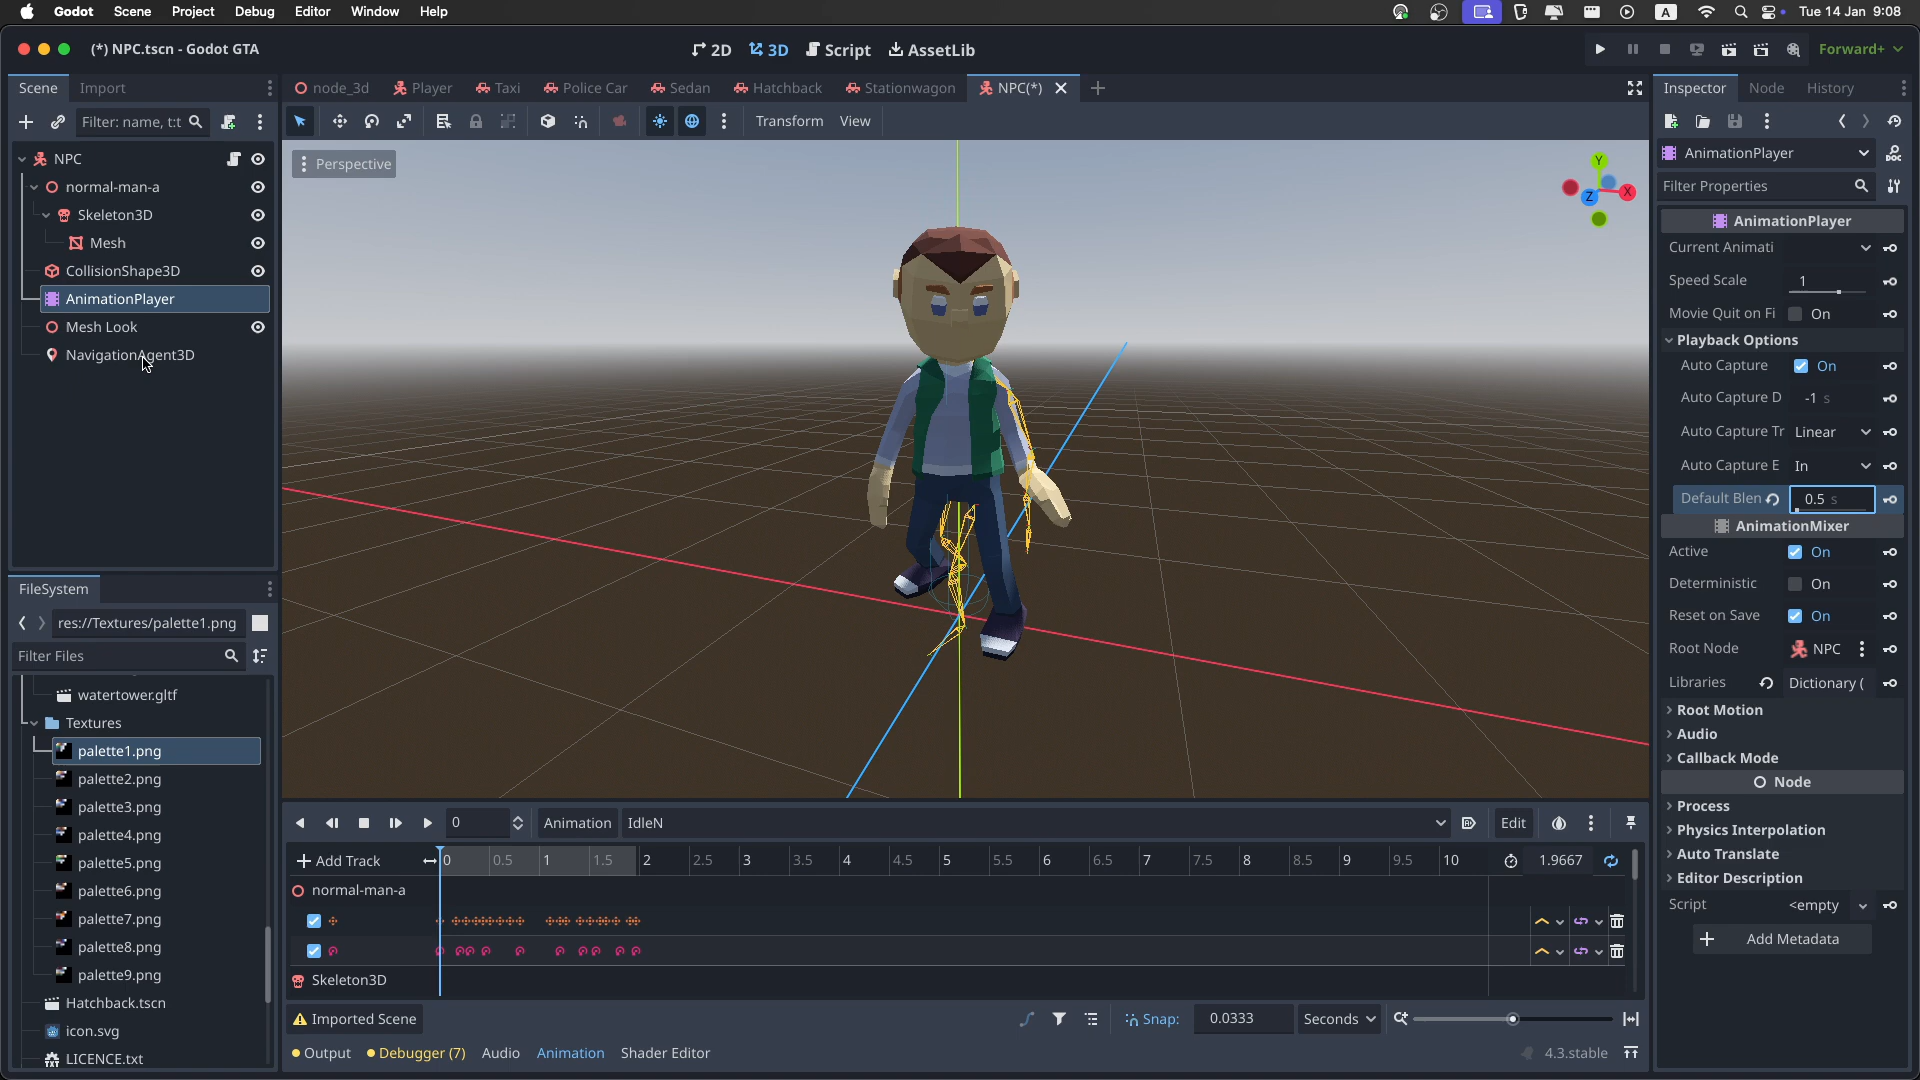 Godot Scene Project Debug Editor Window Help
A Tue 14 Jan 9:08
(*) NPC.tscn - Godot GTA
2D 3D Script AssetLib
Forward+
Scene Import
node_3d Player Taxi Police Car Sedan Hatchback Stationwagon NPC(*)
Inspector Node History
Filter: name, t:t
Transform View
NPC
normal-man-a
Skeleton3D
Mesh
CollisionShape3D
AnimationPlayer
Mesh Look
NavigationAgent3D
Perspective
Y
X
Z
AnimationPlayer
Filter Properties
AnimationPlayer
Current Animati
Speed Scale 1
Movie Quit on Fi On
Playback Options
Auto Capture On
Auto Capture D -1 s
Auto Capture Tr Linear
Auto Capture E In
Default Blen 0.5 s
AnimationMixer
Active On
Deterministic On
Reset on Save On
Root Node NPC
Libraries Dictionary (
Root Motion
Audio
Callback Mode
Node
Process
Physics Interpolation
Auto Translate
Editor Description
Script <empty
Add Metadata
FileSystem
res://Textures/palette1.png
Filter Files
watertower.gltf
Textures
palette1.png
palette2.png
palette3.png
palette4.png
palette5.png
palette6.png
palette7.png
palette8.png
palette9.png
Hatchback.tscn
icon.svg
LICENCE.txt
0 Animation IdleN Edit
Add Track 0 0.5 1 1.5 2 2.5 3 3.5 4 4.5 5 5.5 6 6.5 7 7.5 8 8.5 9 9.5 10 1.9667
normal-man-a
Skeleton3D
Imported Scene Snap: 0.0333 Seconds
Output Debugger (7) Audio Animation Shader Editor 4.3.stable